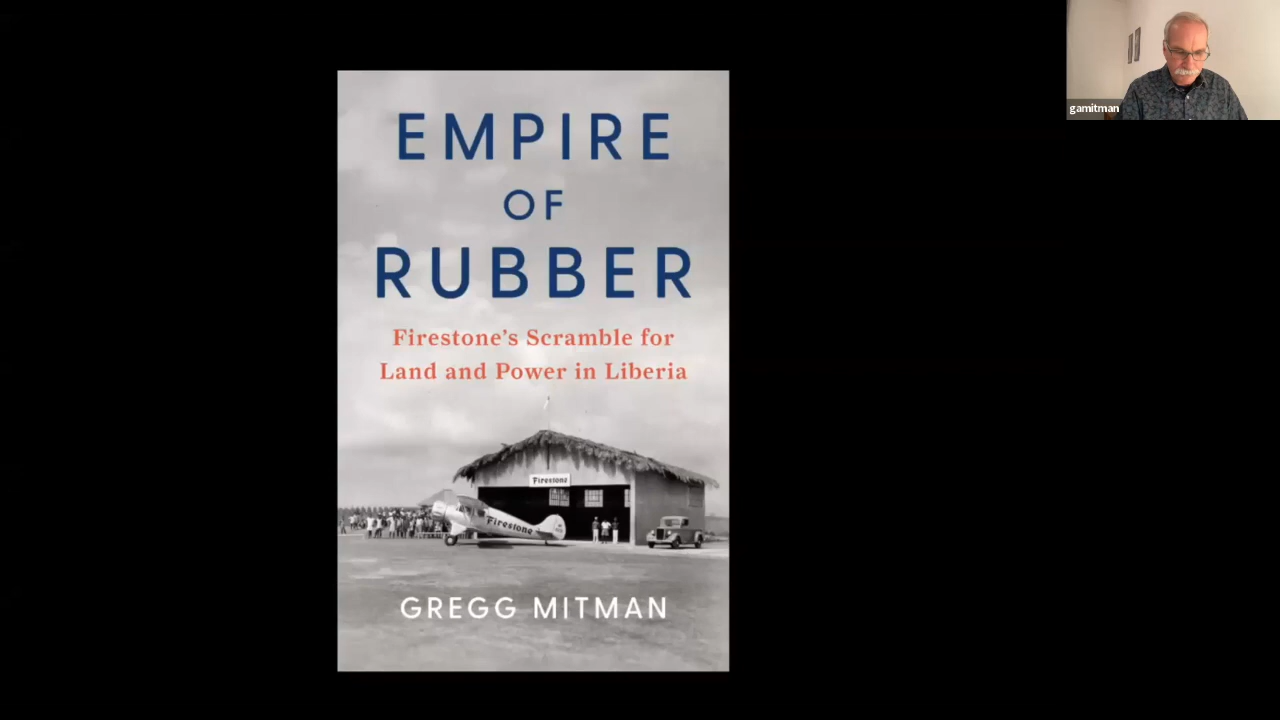 EMPIRE
OF
RUBBER
Firestone's Scramble for
Land and Power in Liberia
Firestone
Firestone
GREGG MITMAN
gamitman